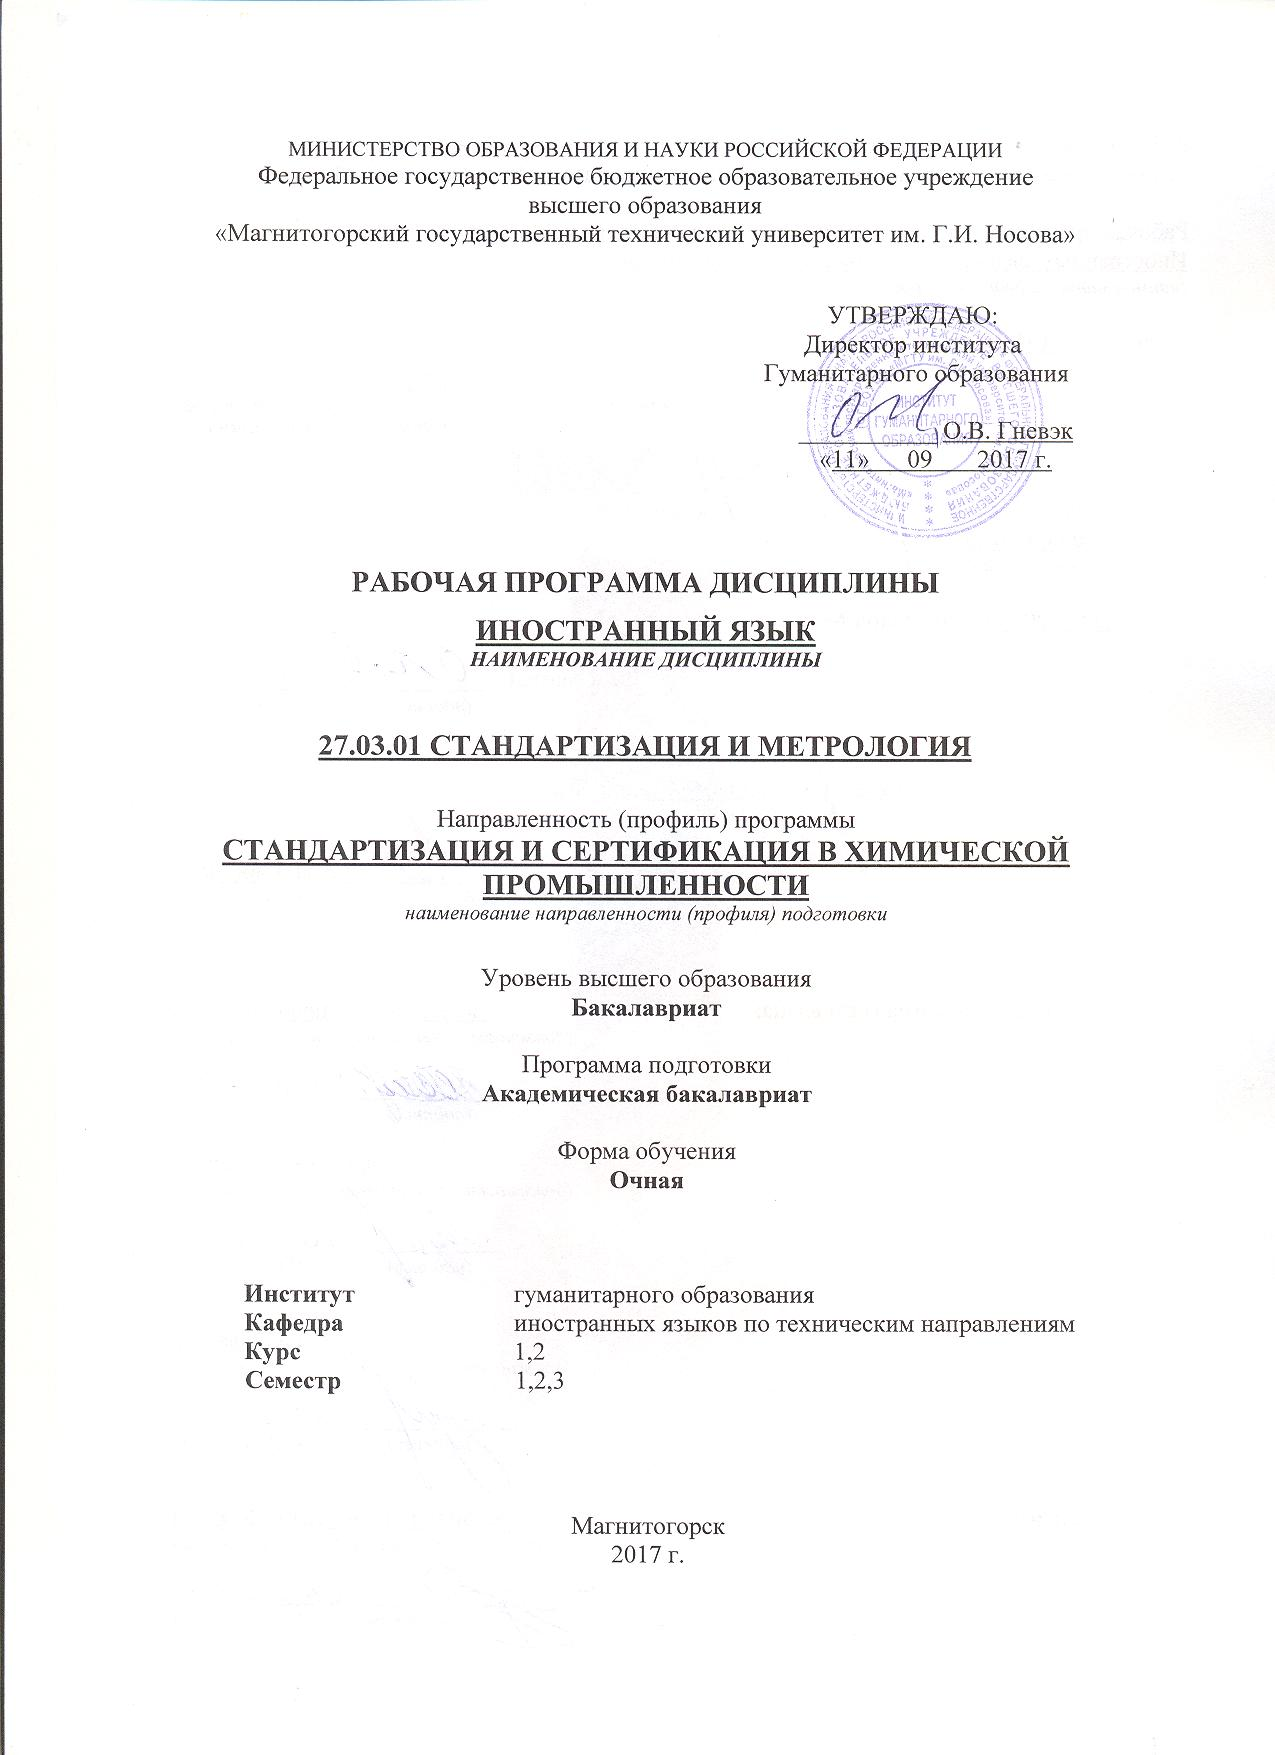 МИНИСТЕРСТВО ОБРАЗОВАНИЯ И НАУКИ РОССИЙСКОЙ ФЕДЕРАЦИИ
Федеральное государственное бюджетное образовательное учреждение
высшего образования
«Магнитогорский государственный технический университет им. Г.И. Носова»
УТВЕРЖДАЮ:
Директор института
Гуманитарного образования
О.В. Гневэк
«11» 09 2017 г.
ИНСТИТУТ
ГУМАНИТАРНОГО
ОБРАЗОВАНИЯ
РАБОЧАЯ ПРОГРАММА ДИСЦИПЛИНЫ
ИНОСТРАННЫЙ ЯЗЫК
НАИМЕНОВАНИЕ ДИСЦИПЛИНЫ
27.03.01 СТАНДАРТИЗАЦИЯ И МЕТРОЛОГИЯ
Направленность (профиль) программы
СТАНДАРТИЗАЦИЯ И СЕРТИФИКАЦИЯ В ХИМИЧЕСКОЙ
ПРОМЫШЛЕННОСТИ
наименование направленности (профиля) подготовки
Уровень высшего образования
Бакалавриат
Программа подготовки
Академическая бакалавриат
Форма обучения
Очная
Институт гуманитарного образования
Кафедра иностранных языков по техническим направлениям
Курс 1,2
Семестр 1,2,3
Магнитогорск
2017 г.